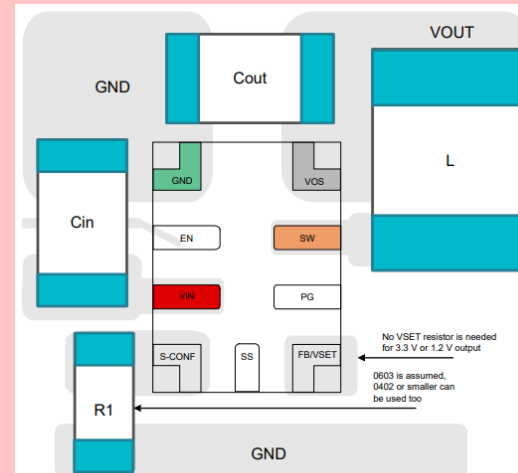 VOUT
GND
Cout
L
GND
VOS
Cin
EN
SW
VIN
PG
No VSET resistor is needed
for 3.3 V or 1.2 V output
S-CONF
SS
FB/VSET
0603 is assumed,
0402 or smaller can
be used too
R1
GND